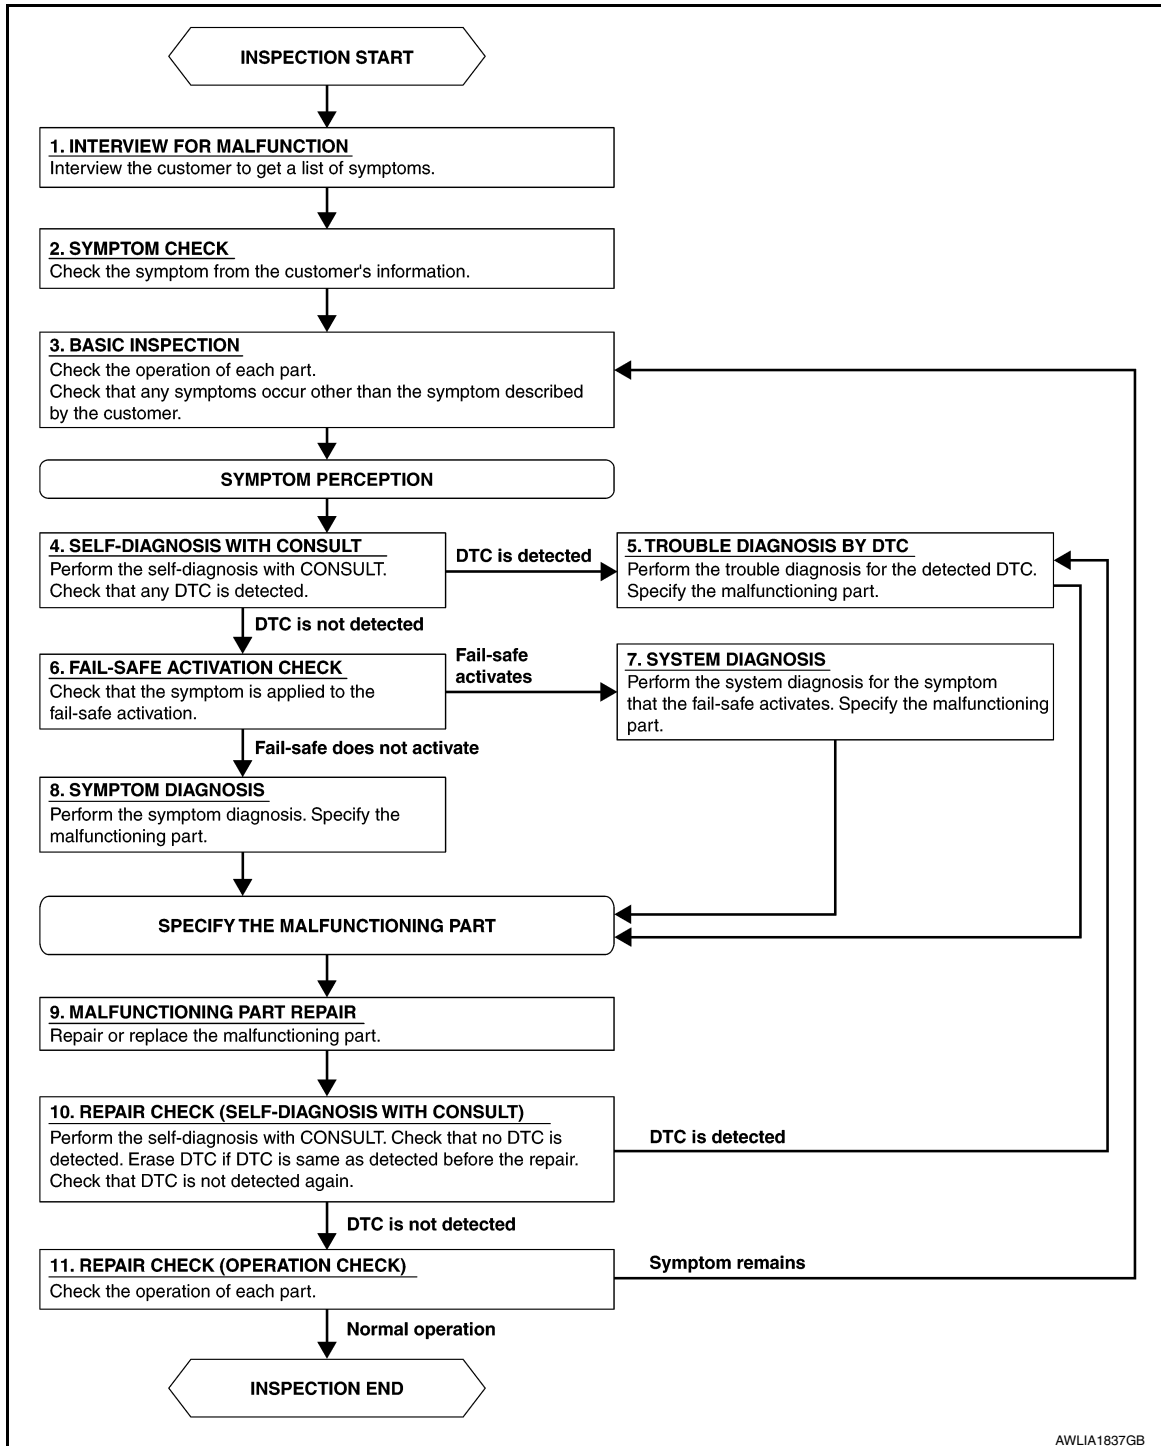 INSPECTION START
1. INTERVIEW FOR MALFUNCTION
Interview the customer to get a list of symptoms.
2. SYMPTOM CHECK
Check the symptom from the customer's information.
3. BASIC INSPECTION
Check the operation of each part.
Check that any symptoms occur other than the symptom described
by the customer.
SYMPTOM PERCEPTION
4. SELF-DIAGNOSIS WITH CONSULT
Perform the self-diagnosis with CONSULT.
Check that any DTC is detected.
DTC is detected
5. TROUBLE DIAGNOSIS BY DTC
Perform the trouble diagnosis for the detected DTC.
Specify the malfunctioning part.
DTC is not detected
6. FAIL-SAFE ACTIVATION CHECK
Check that the symptom is applied to the
fail-safe activation.
Fail-safe
activates
7. SYSTEM DIAGNOSIS
Perform the system diagnosis for the symptom
that the fail-safe activates. Specify the malfunctioning
part.
Fail-safe does not activate
8. SYMPTOM DIAGNOSIS
Perform the symptom diagnosis. Specify the
malfunctioning part.
SPECIFY THE MALFUNCTIONING PART
9. MALFUNCTIONING PART REPAIR
Repair or replace the malfunctioning part.
10. REPAIR CHECK (SELF-DIAGNOSIS WITH CONSULT)
Perform the self-diagnosis with CONSULT. Check that no DTC is
detected. Erase DTC if DTC is same as detected before the repair.
Check that DTC is not detected again.
DTC is detected
DTC is not detected
11. REPAIR CHECK (OPERATION CHECK)
Check the operation of each part.
Symptom remains
Normal operation
INSPECTION END
AWLIA1837GB